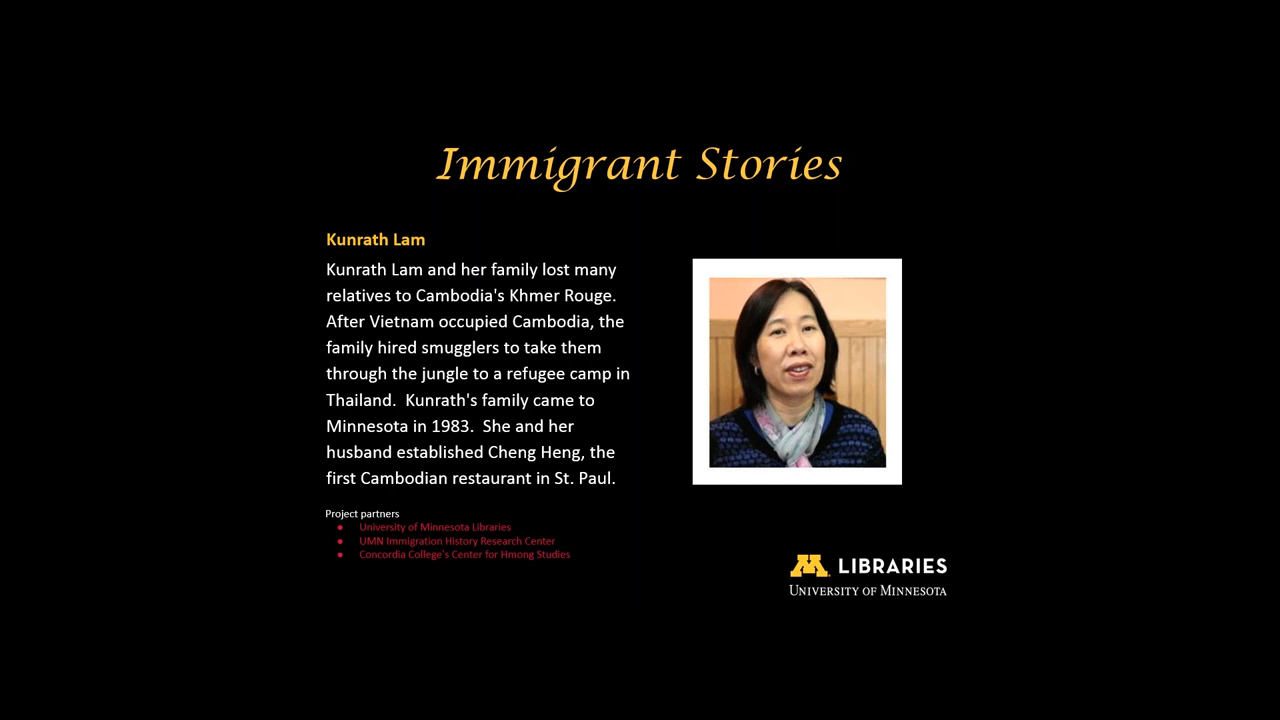 Immigrant Stories
Kunrath Lam
Kunrath Lam and her family lost many
relatives to Cambodia's Khmer Rouge.
After Vietnam occupied Cambodia, the
family hired smugglers to take them
through the jungle to a refugee camp in
Thailand.  Kunrath's family came to
Minnesota in 1983.  She and her
husband established Cheng Heng, the
first Cambodian restaurant in St. Paul.
Project partners
● University of Minnesota Libraries
● UMN Immigration History Research Center
● Concordia College's Center for Hmong Studies
M LIBRARIES
UNIVERSITY OF MINNESOTA